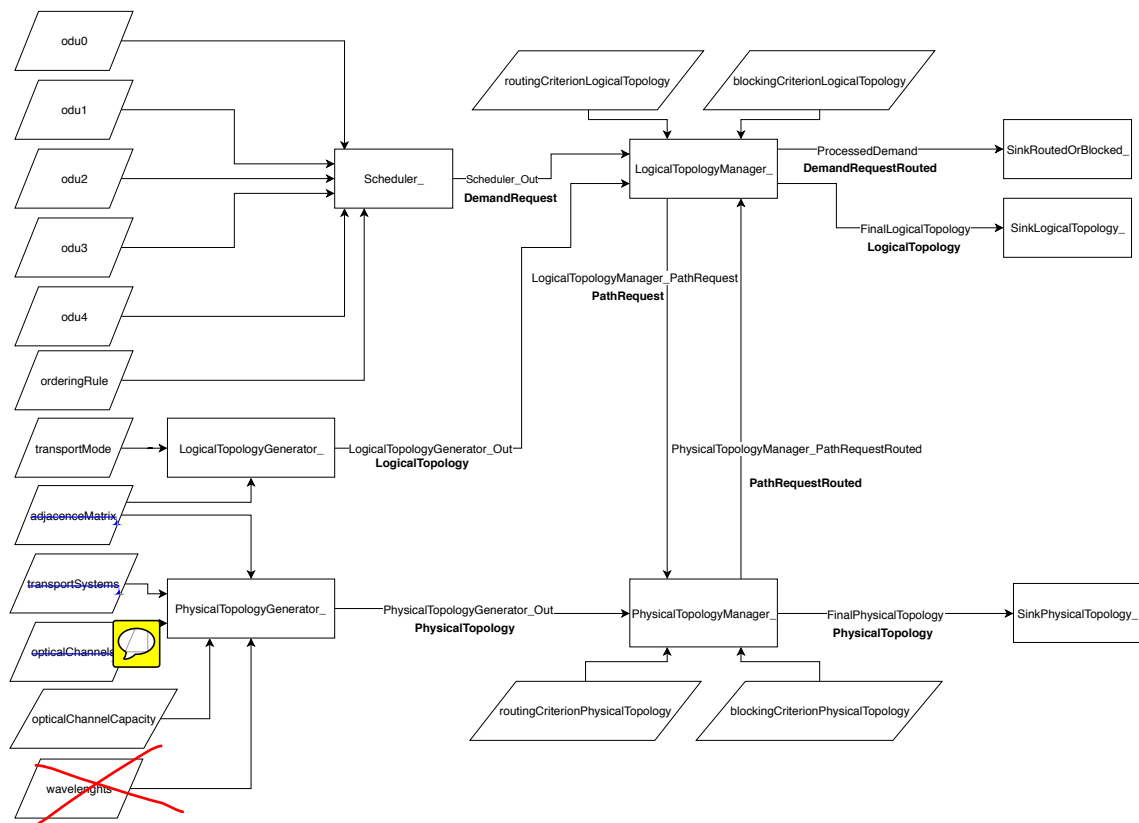 odu0
odu1
odu2
odu3
odu4
orderingRule
transportMode
adjacenceMatrix
transportSystems
opticalChannels
opticalChannelCapacity
wavelenghts
Scheduler_
Scheduler_Out
DemandRequest
LogicalTopologyGenerator_
LogicalTopologyGenerator_Out
LogicalTopology
PhysicalTopologyGenerator_
PhysicalTopologyGenerator_Out
PhysicalTopology
routingCriterionLogicalTopology
blockingCriterionLogicalTopology
LogicalTopologyManager_
ProcessedDemand
DemandRequestRouted
SinkRoutedOrBlocked_
FinalLogicalTopology
LogicalTopology
SinkLogicalTopology_
LogicalTopologyManager_PathRequest
PathRequest
PhysicalTopologyManager_PathRequestRouted
PathRequestRouted
PhysicalTopologyManager_
FinalPhysicalTopology
PhysicalTopology
SinkPhysicalTopology_
routingCriterionPhysicalTopology
blockingCriterionPhysicalTopology